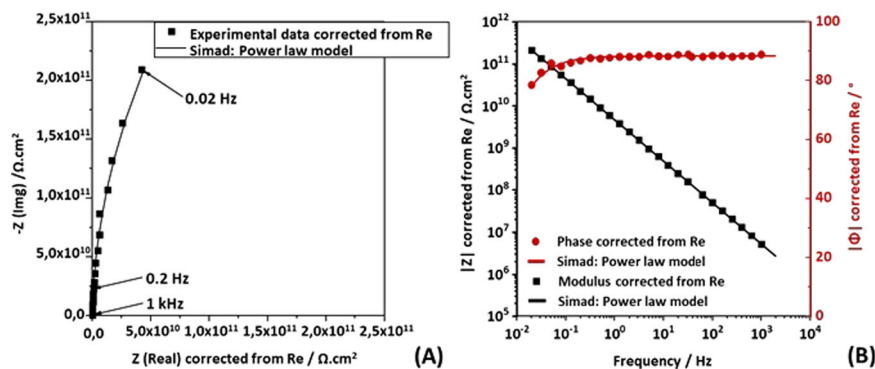 Experimental data corrected from Re
Simad: Power law model
-Z (Img) /Ω.cm²
2,5x10¹¹
2,0x10¹¹
1,5x10¹¹
1,0x10¹¹
5,0x10¹⁰
0,0
0.02 Hz
0.2 Hz
1 kHz
0,0 5,0x10¹⁰ 1,0x10¹¹ 1,5x10¹¹ 2,0x10¹¹ 2,5x10¹¹
Z (Real) corrected from Re / Ω.cm²
(A)
|Z| corrected from Re / Ω.cm²
10¹²
10¹¹
10¹⁰
10⁹
10⁸
10⁷
10⁶
10⁵
Phase corrected from Re
Simad: Power law model
Modulus corrected from Re
Simad: Power law model
10⁻² 10⁻¹ 10⁰ 10¹ 10² 10³ 10⁴
Frequency / Hz
100
80
60
40
20
0
|Φ| corrected from Re / °
(B)